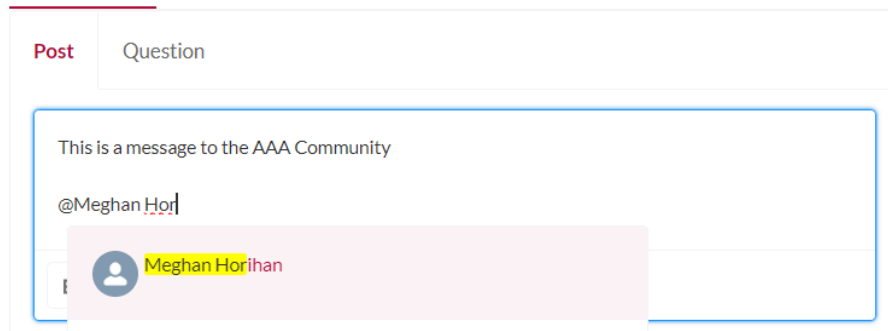 Post
Question
This is a message to the AAA Community
@Meghan Hor
Meghan Horihan